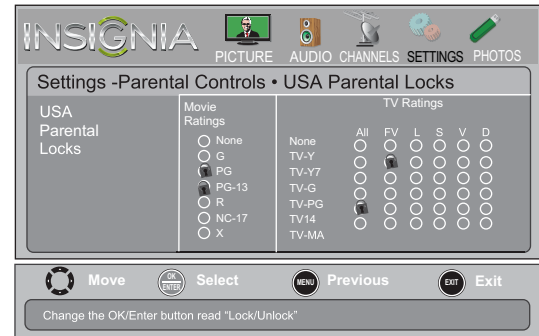 INSIGNIA
PICTURE AUDIO CHANNELS SETTINGS PHOTOS
Settings -Parental Controls • USA Parental Locks
USA
Parental
Locks
Movie
Ratings
None
G
PG
PG-13
R
NC-17
X
TV Ratings
All FV L S V D
None
TV-Y
TV-Y7
TV-G
TV-PG
TV14
TV-MA
Move
OK
ENTER
Select
MENU
Previous
EXIT
Exit
Change the OK/Enter button read “Lock/Unlock”